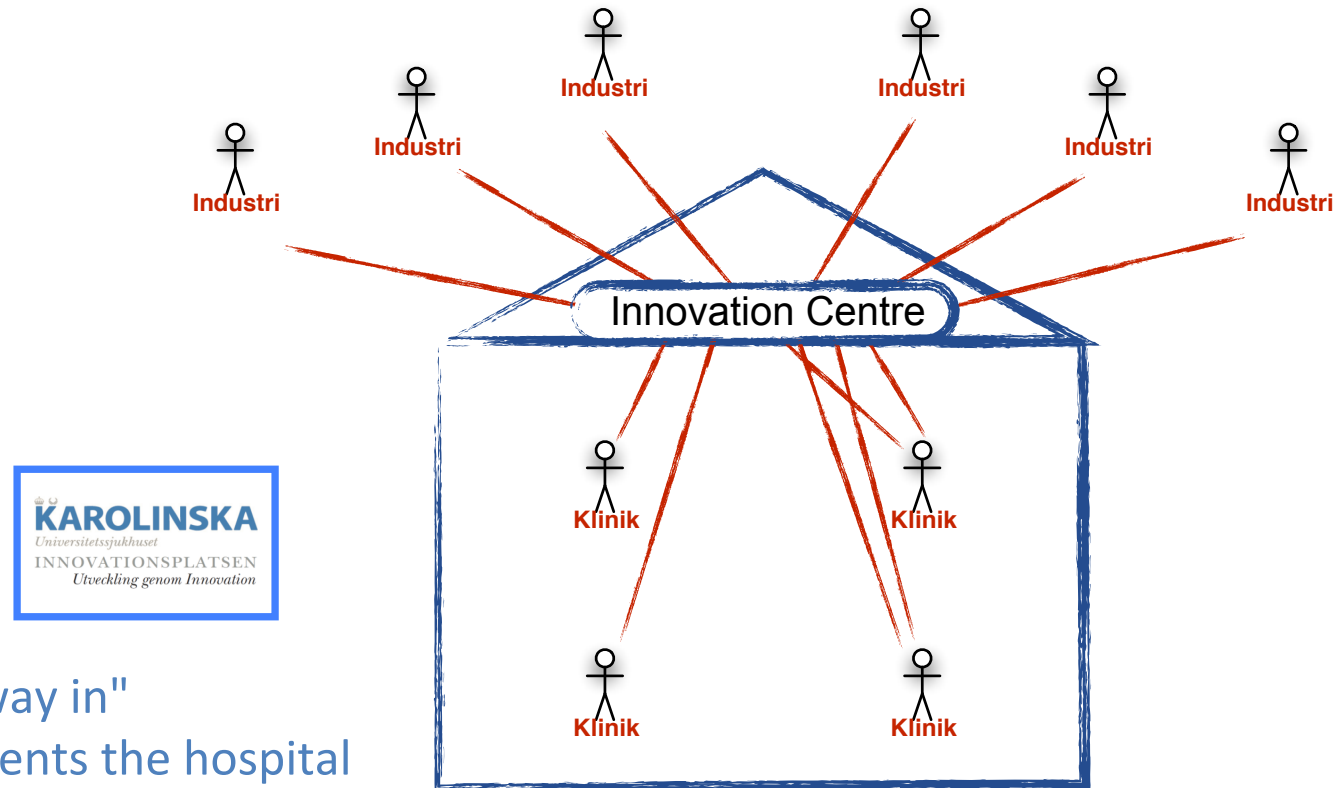 Industri
Industri
Industri
Industri
Industri
Industri
Innovation Centre
Klinik
Klinik
KAROLINSKA
Universitetssjukhuset
INNOVATIONSPLATSEN
Utveckling genom Innovation
way in"
ents the hospital
Klinik
Klinik